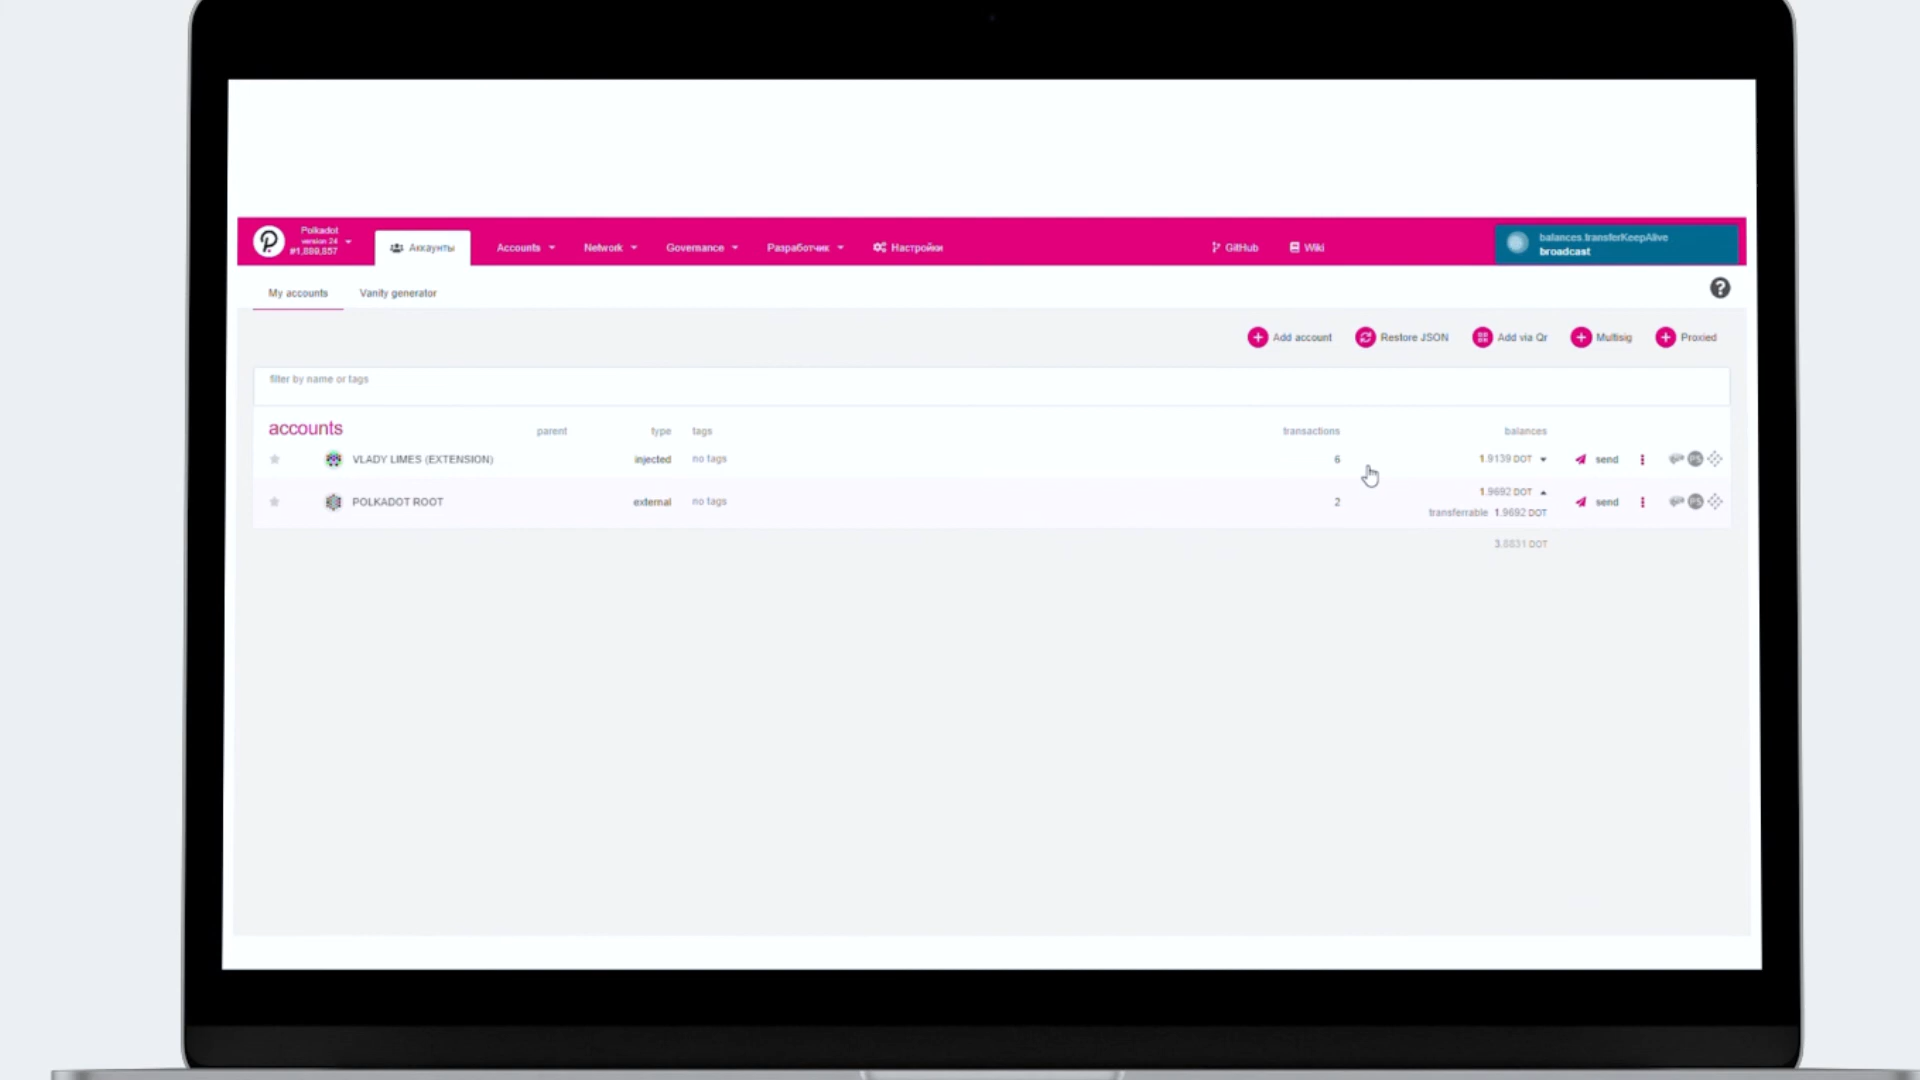 Polkadot
version 24
#1,889,857
Аккаунты
Accounts
Network
Governance
Разработчик
Настройки
GitHub
Wiki
balances.transferKeepAlive
broadcast
My accounts
Vanity generator
Add account
Restore JSON
Add via Qr
Multisig
Proxied
filter by name or tags
accounts parent type tags transactions balances
VLADY LIMES (EXTENSION) injected no tags 6 1.9139 DOT send
POLKADOT ROOT external no tags 2 1.9692 DOT send
transferrable 1.9692 DOT
3.8831 DOT